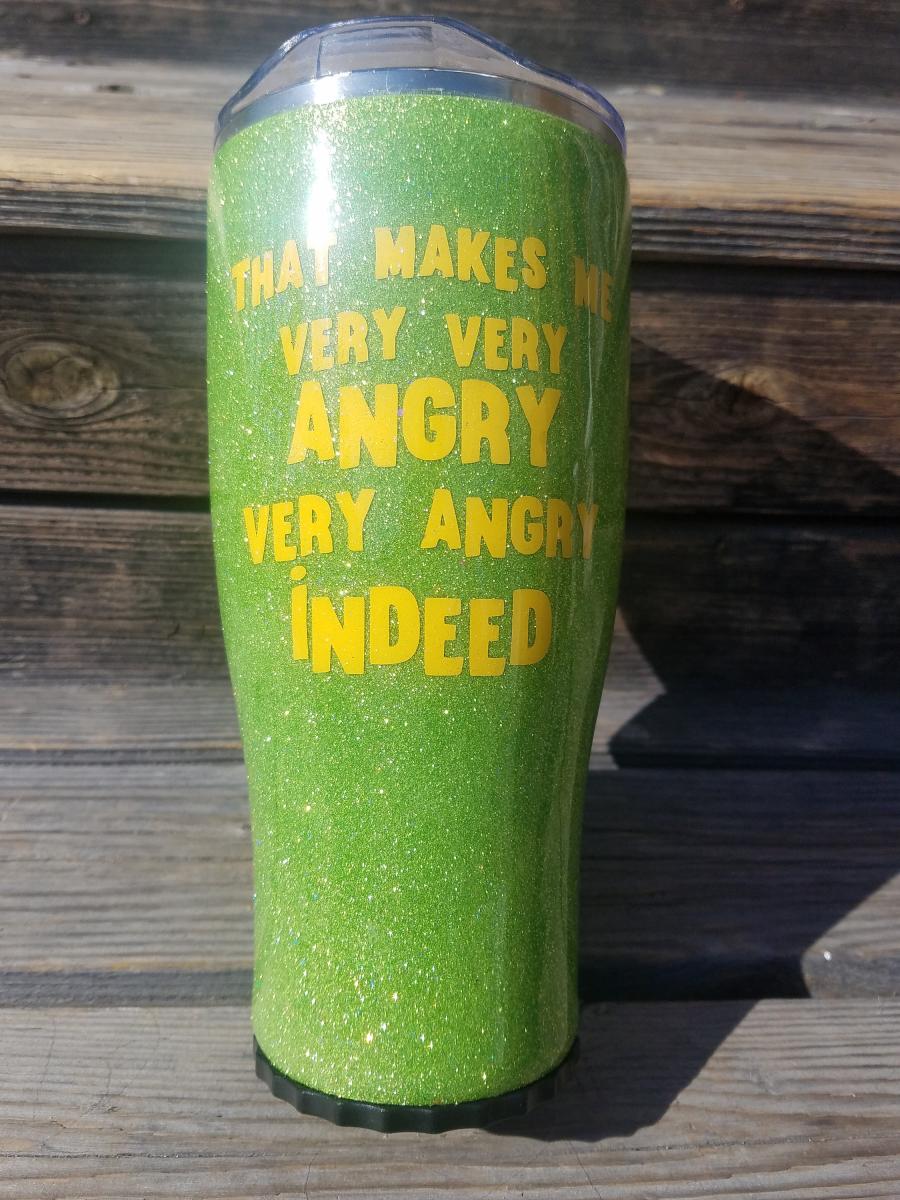 THAT MAKES ME
VERY VERY
ANGRY
VERY ANGRY
iNDEED